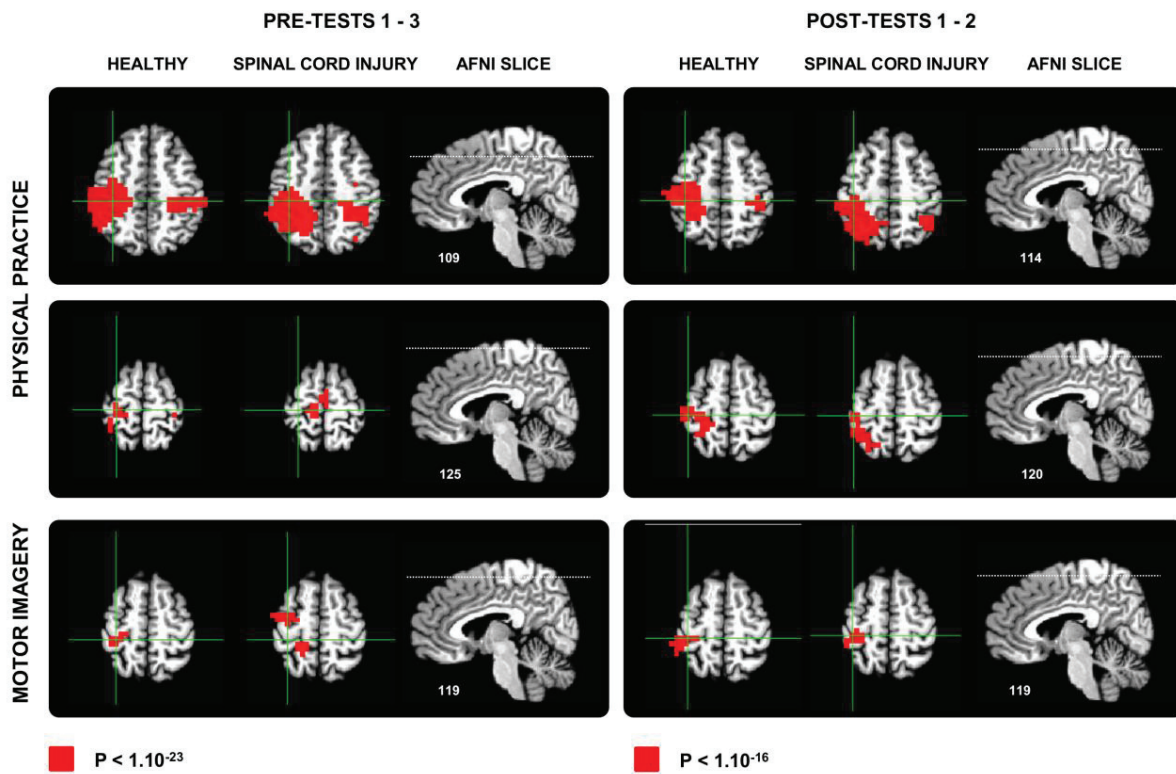 PRE-TESTS 1 - 3
POST-TESTS 1 - 2
HEALTHY
SPINAL CORD INJURY
AFNI SLICE
HEALTHY
SPINAL CORD INJURY
AFNI SLICE
PHYSICAL PRACTICE
109
114
125
120
MOTOR IMAGERY
119
119
P < 1.10⁻²³
P < 1.10⁻¹⁶